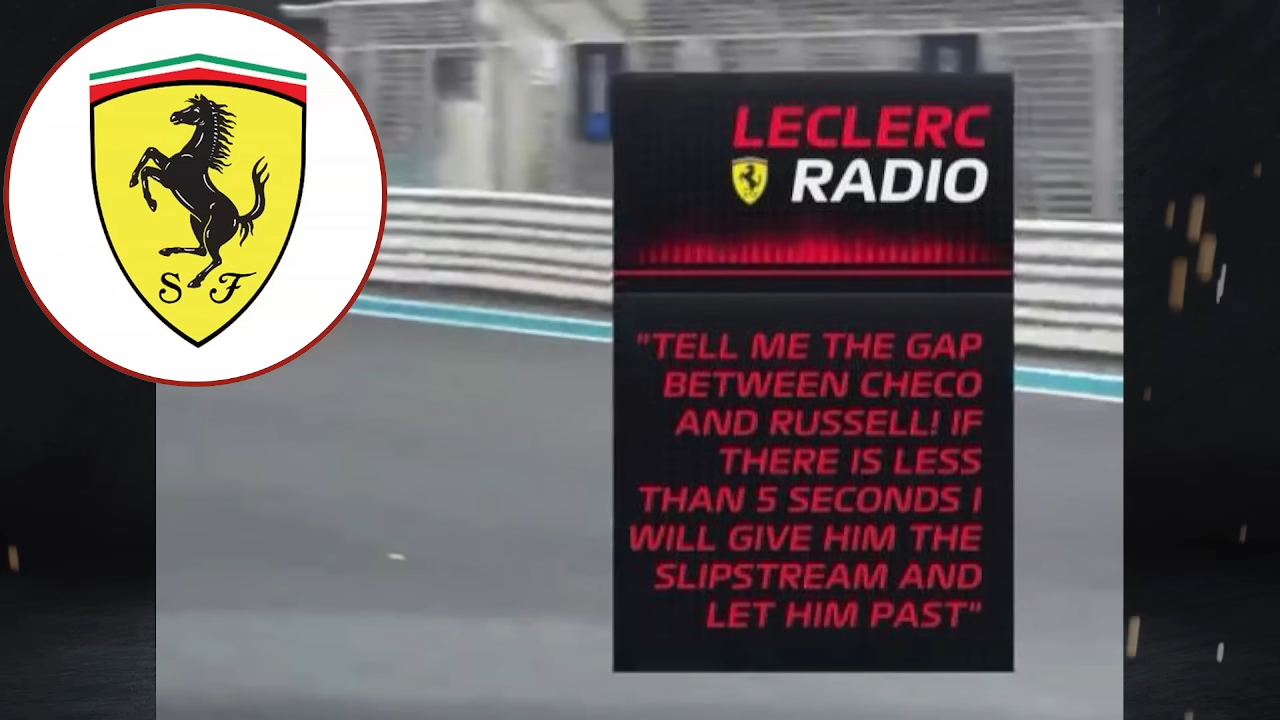 S F
LECLERC
RADIO
"TELL ME THE GAP
BETWEEN CHECO
AND RUSSELL! IF
THERE IS LESS
THAN 5 SECONDS I
WILL GIVE HIM THE
SLIPSTREAM AND
LET HIM PAST"